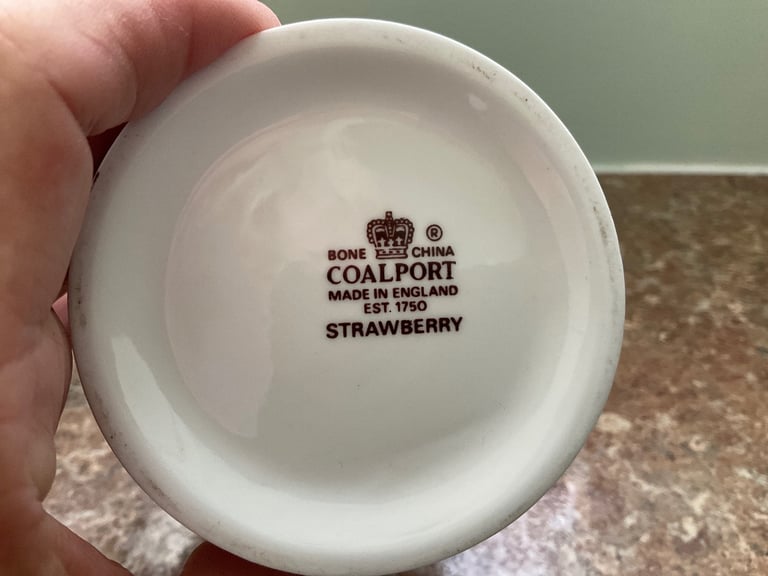 BONE CHINA ®
COALPORT
MADE IN ENGLAND
EST. 1750
STRAWBERRY